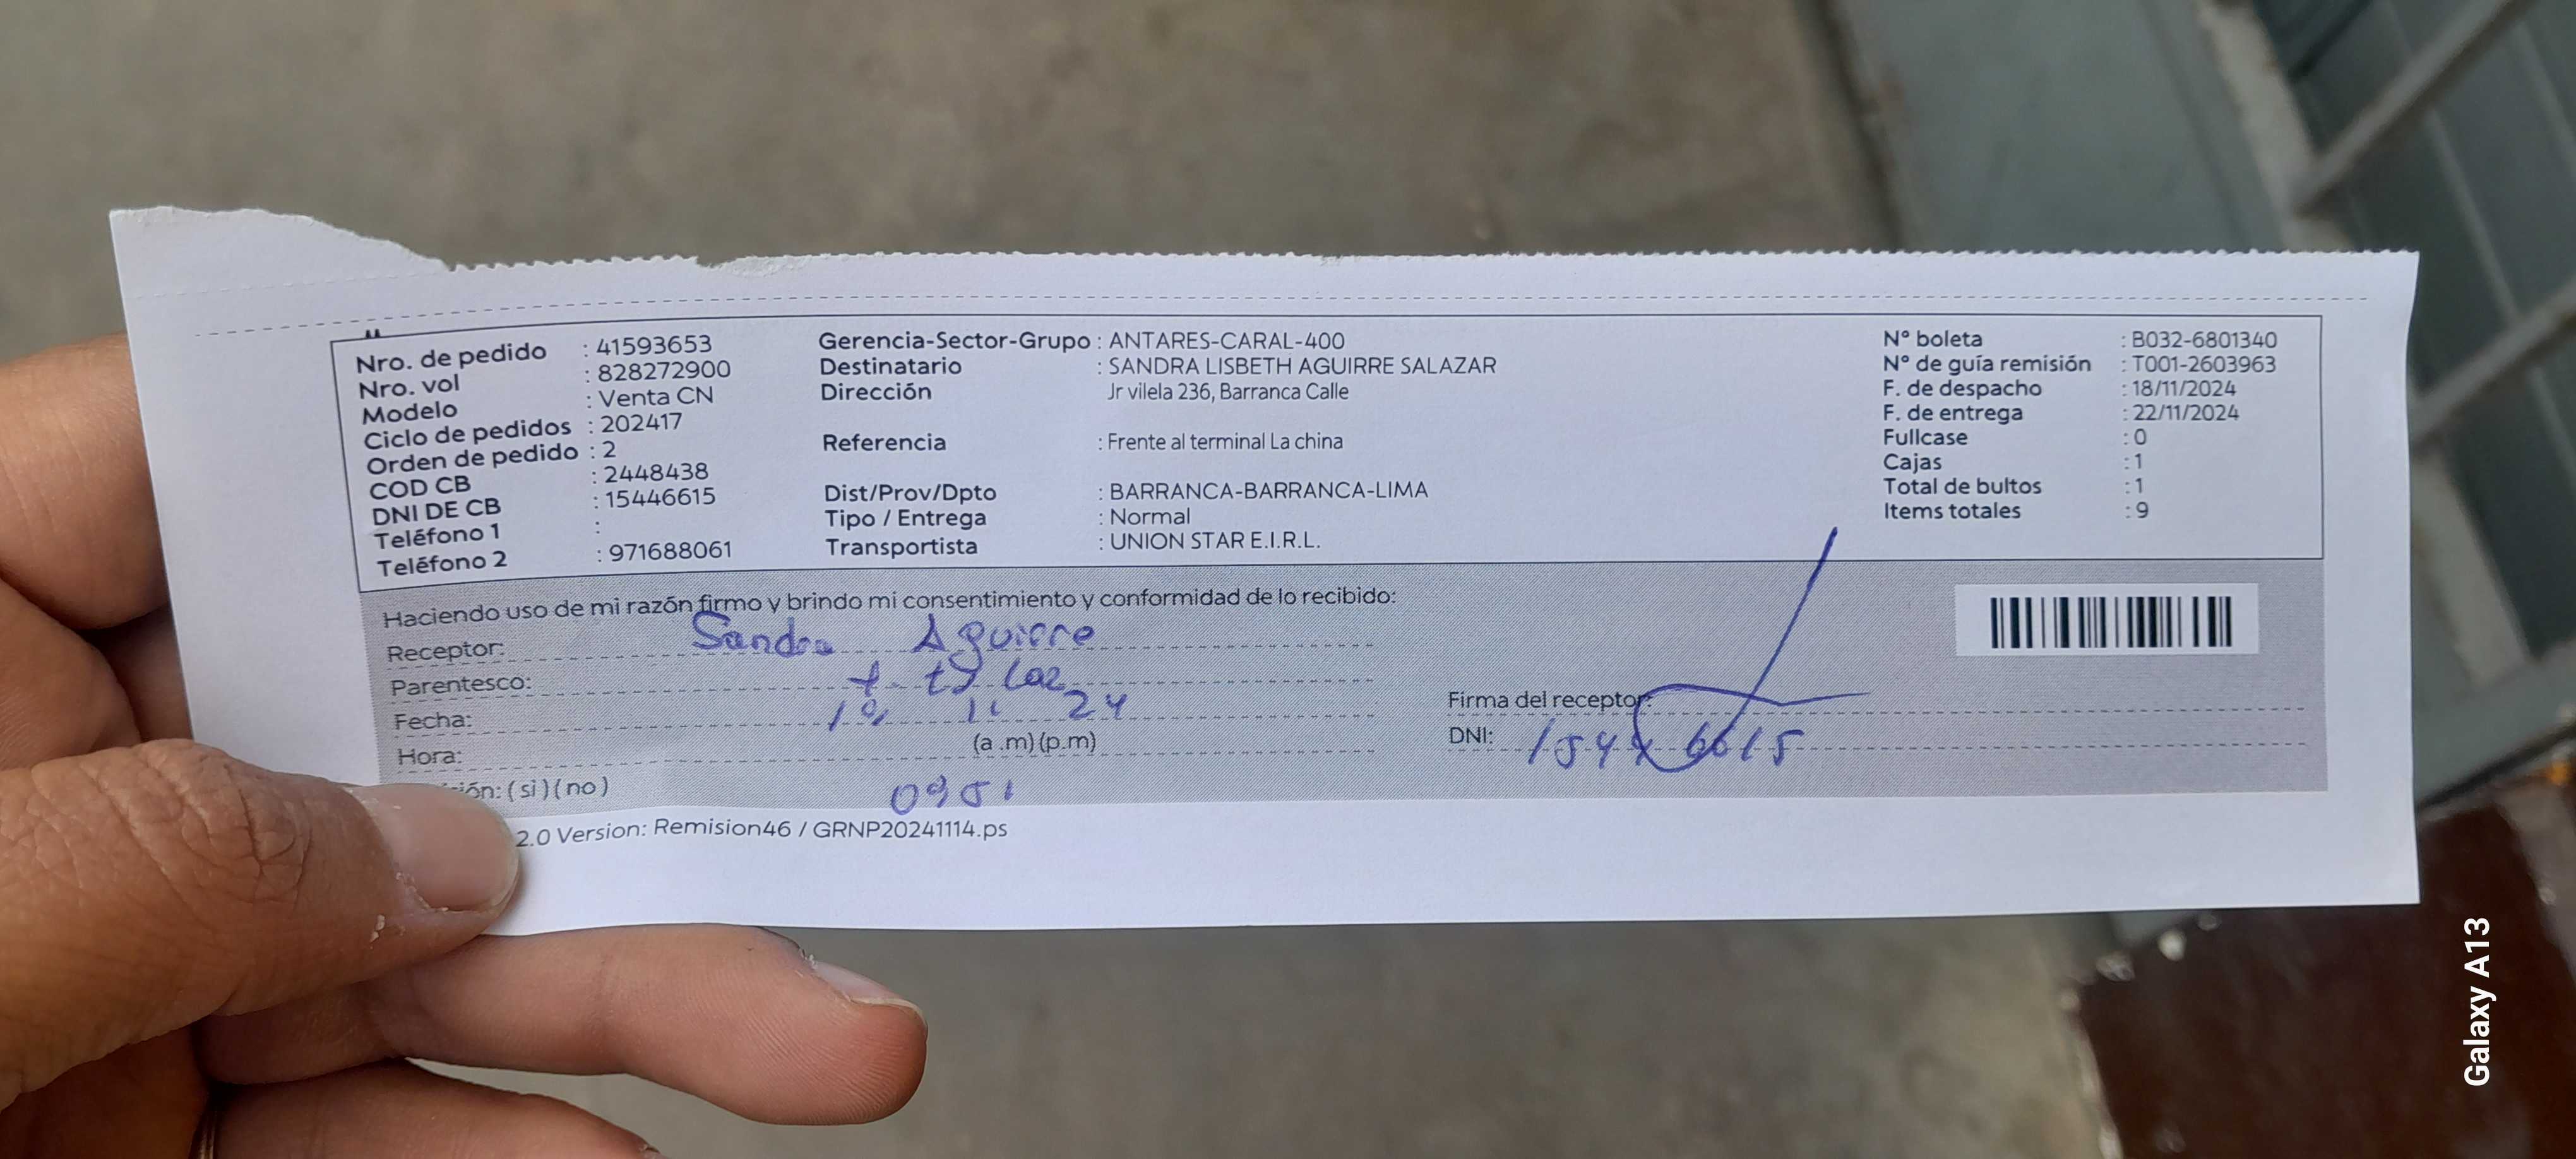 Nro. de pedido : 41593653
Nro. vol : 828272900
Modelo : Venta CN
Ciclo de pedidos : 202417
Orden de pedido : 2
COD CB : 2448438
DNI DE CB : 15446615
Teléfono 1 :
Teléfono 2 : 971688061
Gerencia-Sector-Grupo : ANTARES-CARAL-400
Destinatario : SANDRA LISBETH AGUIRRE SALAZAR
Dirección Jr vilela 236, Barranca Calle
Referencia : Frente al terminal La china
Dist/Prov/Dpto : BARRANCA-BARRANCA-LIMA
Tipo / Entrega : Normal
Transportista : UNION STAR E.I.R.L.
N° boleta : B032-6801340
N° de guía remisión : T001-2603963
F. de despacho : 18/11/2024
F. de entrega : 22/11/2024
Fullcase : 0
Cajas : 1
Total de bultos : 1
Items totales : 9
Haciendo uso de mi razón firmo y brindo mi consentimiento y conformidad de lo recibido:
Receptor: Sandra Aguirre
Parentesco:
Fecha: 11 24
Hora: (a .m)(p.m)
ión: (si)(no) 0951
Firma del receptor:
DNI: 15446615
2.0 Version: Remision46 / GRNP20241114.ps
Galaxy A13